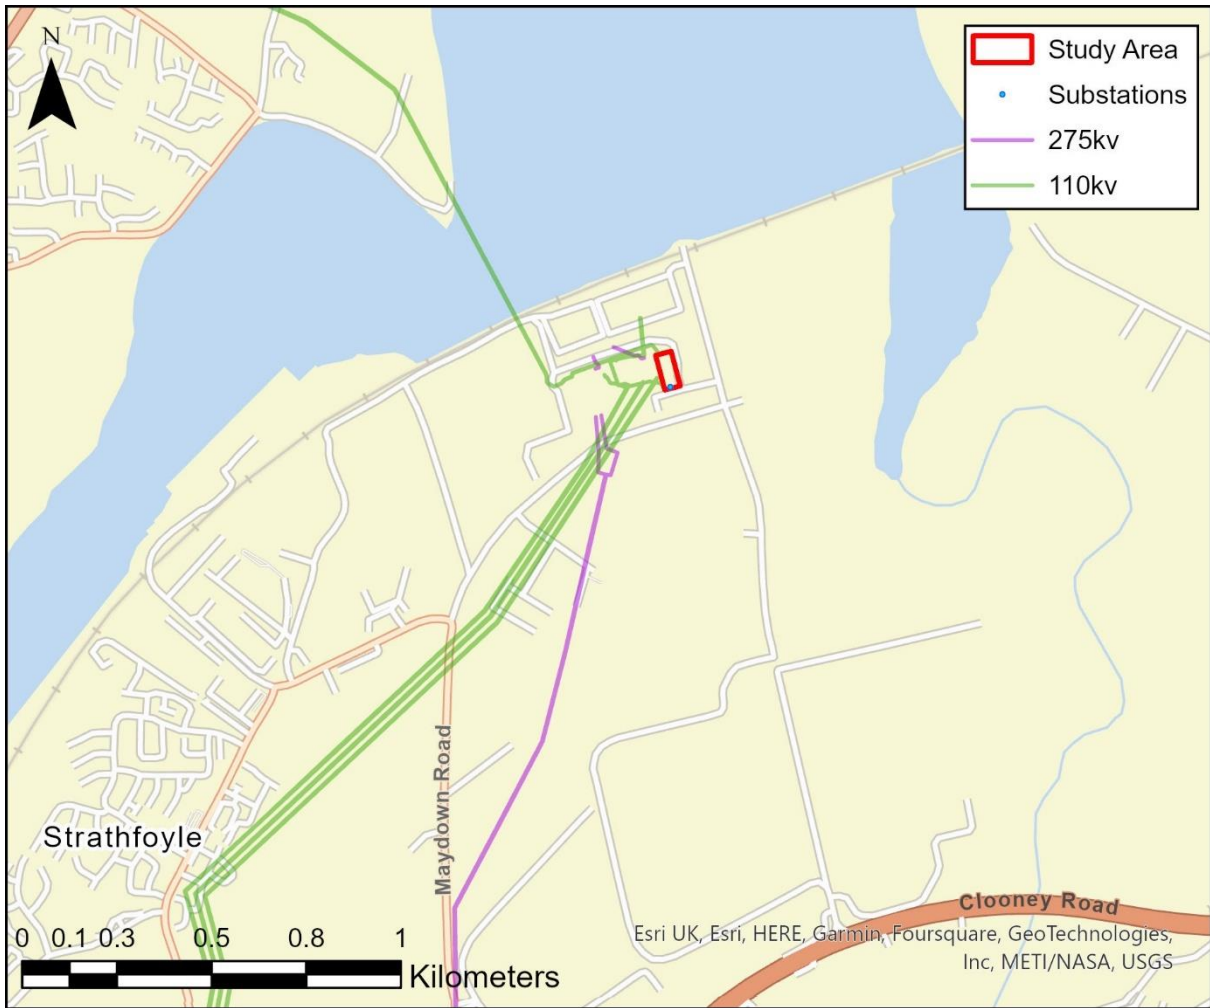 N
Study Area
Substations
275kv
110kv
Strathfoyle
Maydown Road
Clooney Road
0 0.1 0.3 0.5 0.8 1
Kilometers
Esri UK, Esri, HERE, Garmin, Foursquare, GeoTechnologies,
Inc, METI/NASA, USGS